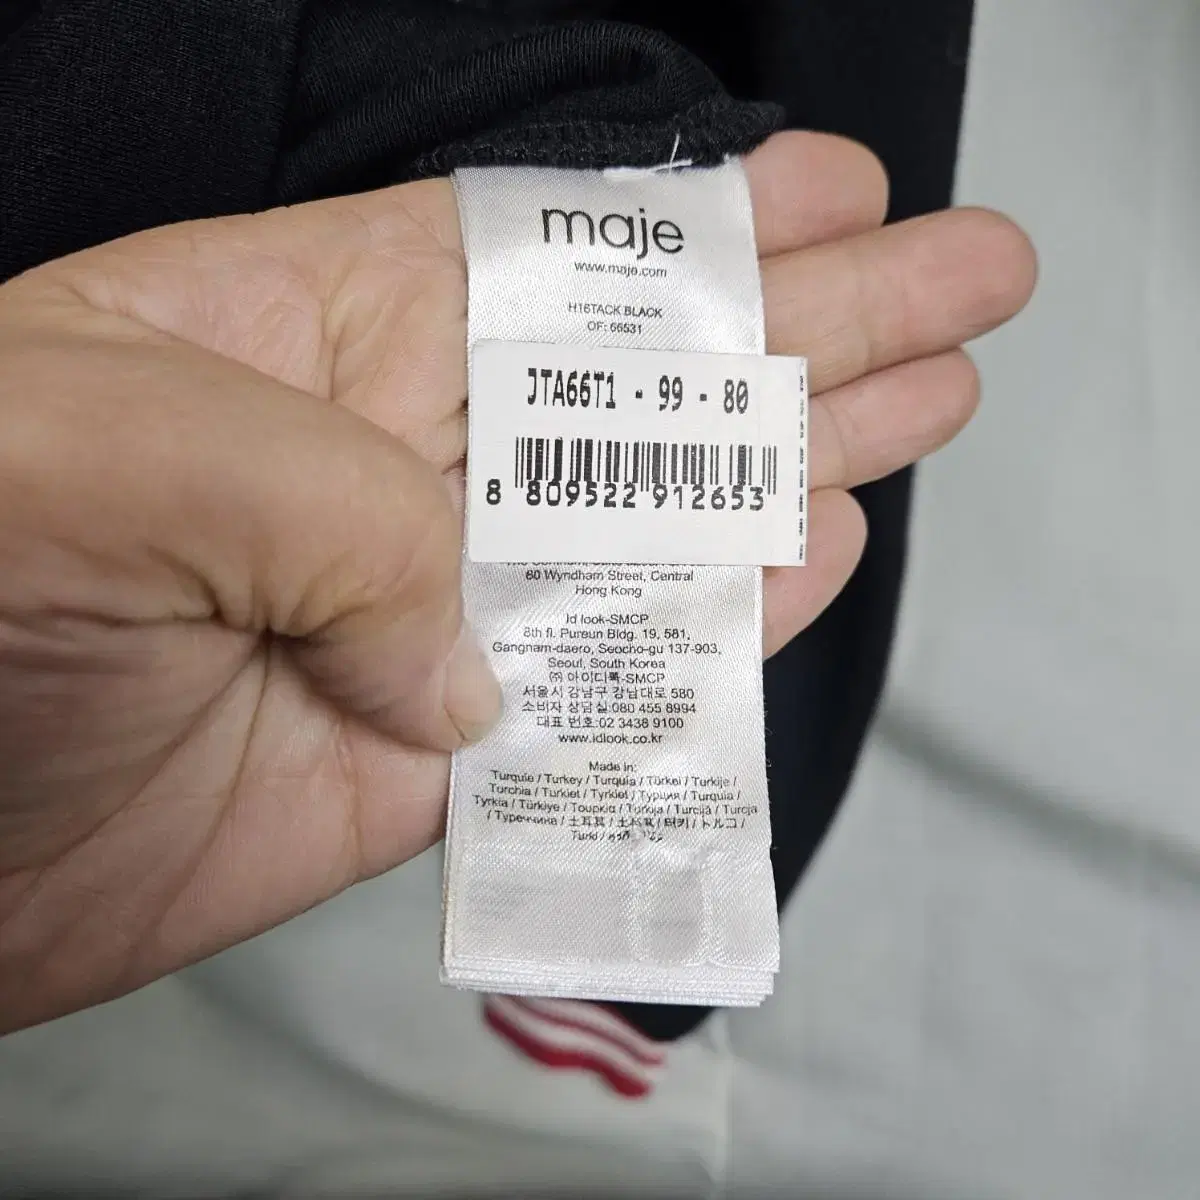 maje
www.maje.com
H16TACK BLACK
OF: 66531
JTA66T1 - 99 - 80
8 809522 912653
60 Wyndham Street, Central
Hong Kong
Id look-SMCP
8th fl. Pureun Bldg. 19, 581,
Gangnam-daero, Seocho-gu 137-903,
Seoul, South Korea
㈜ 아이디룩-SMCP
서울시 강남구 강남대로 580
소비자 상담실:080 455 8994
대표 번호:02 3438 9100
www.idlook.co.kr
Made in:
Turquie / Turkey / Turquia / Türkei / Turkije /
Turchia / Turkiet / Tyrkiet / Турция / Turquia /
Tyrkia / Türkiye / Τουρκία / Turkija / Turcija / Turcja
/ Туреччина / 土耳其 / 土耳其 / 터키 / トルコ /
Turki /